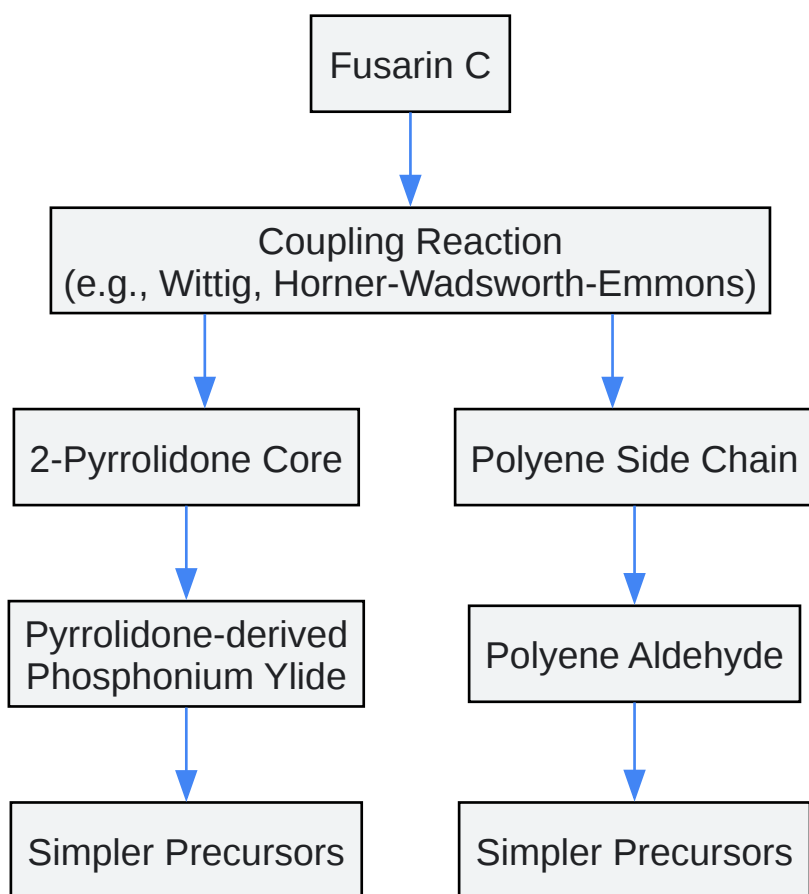 Fusarin C
Coupling Reaction
(e.g., Wittig, Horner-Wadsworth-Emmons)
2-Pyrrolidone Core
Polyene Side Chain
Pyrrolidone-derived
Phosphonium Ylide
Polyene Aldehyde
Simpler Precursors
Simpler Precursors